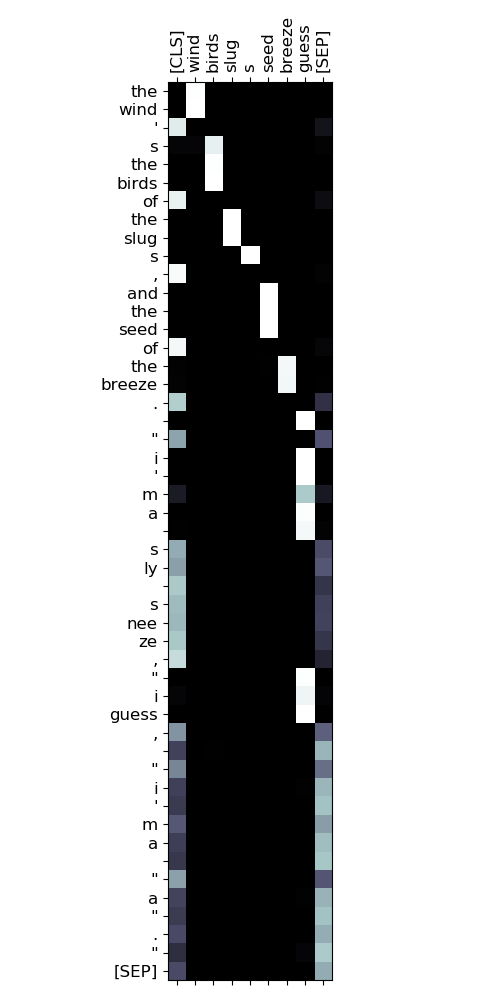 [CLS]
wind
birds
slug
s
seed
breeze
guess
[SEP]
the
wind
'
s
the
birds
of
the
slug
s
,
and
the
seed
of
the
breeze
.
"
i
'
m
a
s
ly
s
nee
ze
,
"
i
guess
,
"
i
'
m
a
"
a
"
.
"
[SEP]